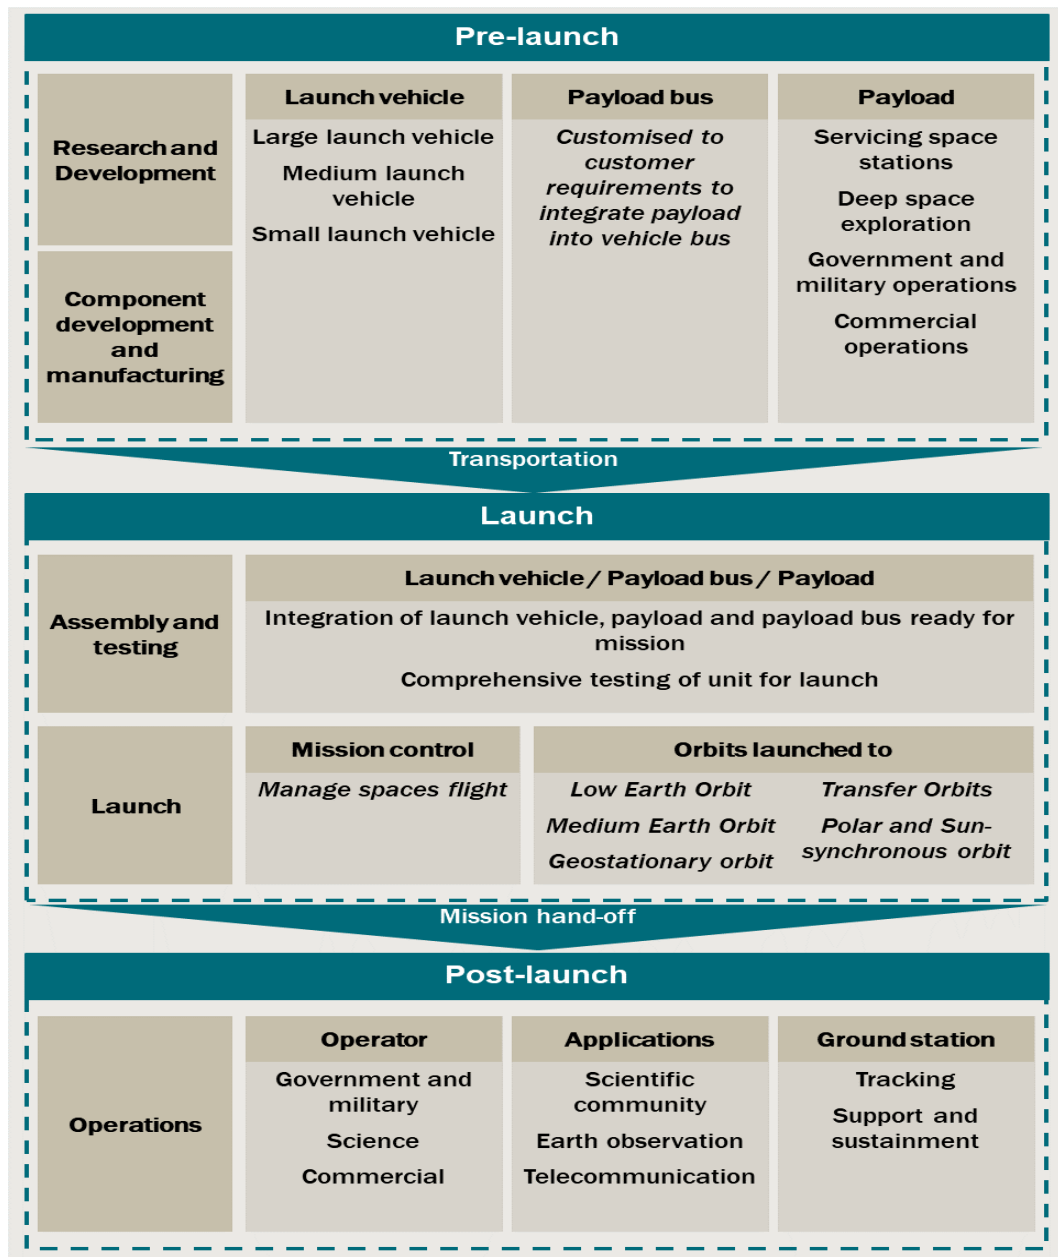 Pre-launch
Research and
Development
Component
development
and
manufacturing
Launch vehicle
Large launch vehicle
Medium launch
vehicle
Small launch vehicle
Payload bus
Customised to
customer
requirements to
integrate payload
into vehicle bus
Payload
Servicing space
stations
Deep space
exploration
Government and
military operations
Commercial
operations
Transportation
Launch
Assembly and
testing
Launch vehicle / Payload bus / Payload
Integration of launch vehicle, payload and payload bus ready for
mission
Comprehensive testing of unit for launch
Launch
Mission control
Manage spaces flight
Orbits launched to
Low Earth Orbit
Medium Earth Orbit
Geostationary orbit
Transfer Orbits
Polar and Sun-
synchronous orbit
Mission hand-off
Post-launch
Operations
Operator
Government and
military
Science
Commercial
Applications
Scientific
community
Earth observation
Telecommunication
Ground station
Tracking
Support and
sustainment